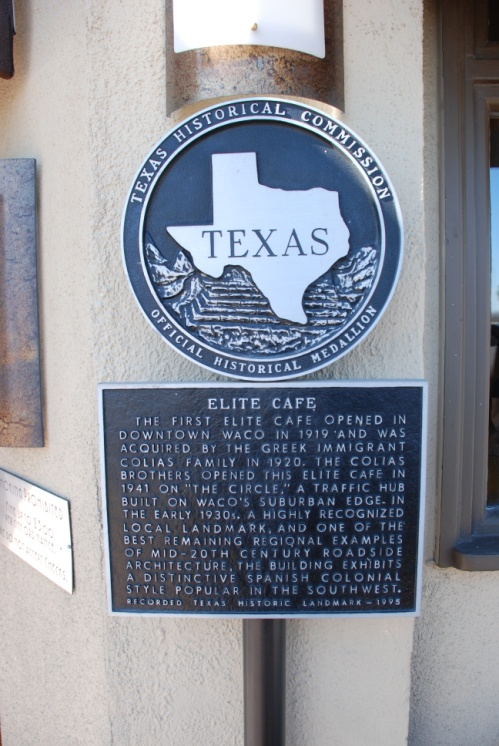 TEXAS HISTORICAL COMMISSION
TEXAS
OFFICIAL HISTORICAL MEDALLION
ELITE CAFE
THE FIRST ELITE CAFE OPENED IN
DOWNTOWN WACO IN 1919 AND WAS
ACQUIRED BY THE GREEK IMMIGRANT
COLIAS FAMILY IN 1920. THE COLIAS
BROTHERS OPENED THIS ELITE CAFE IN
1941 ON "THE CIRCLE," A TRAFFIC HUB
BUILT ON WACO'S SUBURBAN EDGE IN
THE EARLY 1930s. A HIGHLY RECOGNIZED
LOCAL LANDMARK, AND ONE OF THE
BEST REMAINING REGIONAL EXAMPLES
OF MID-20TH CENTURY ROADSIDE
ARCHITECTURE, THE BUILDING EXHIBITS
A DISTINCTIVE SPANISH COLONIAL
STYLE POPULAR IN THE SOUTHWEST.
RECORDED TEXAS HISTORIC LANDMARK - 1995
PROHIBITED